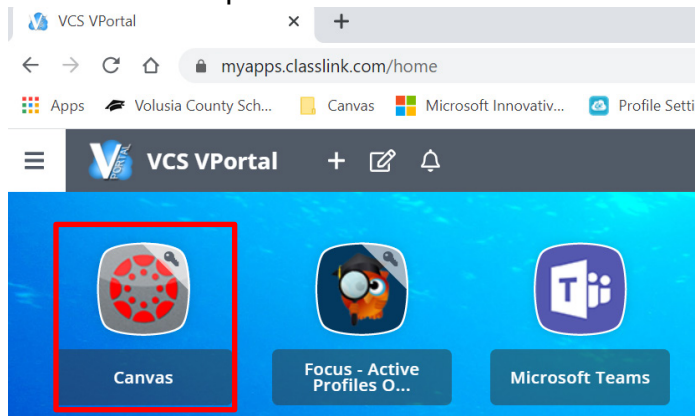 VCS VPortal
myapps.classlink.com/home
Apps Volusia County Sch... Canvas Microsoft Innovativ... Profile Setti
V PORTAL VCS VPortal
Canvas
Focus - Active
Profiles O...
T
Microsoft Teams